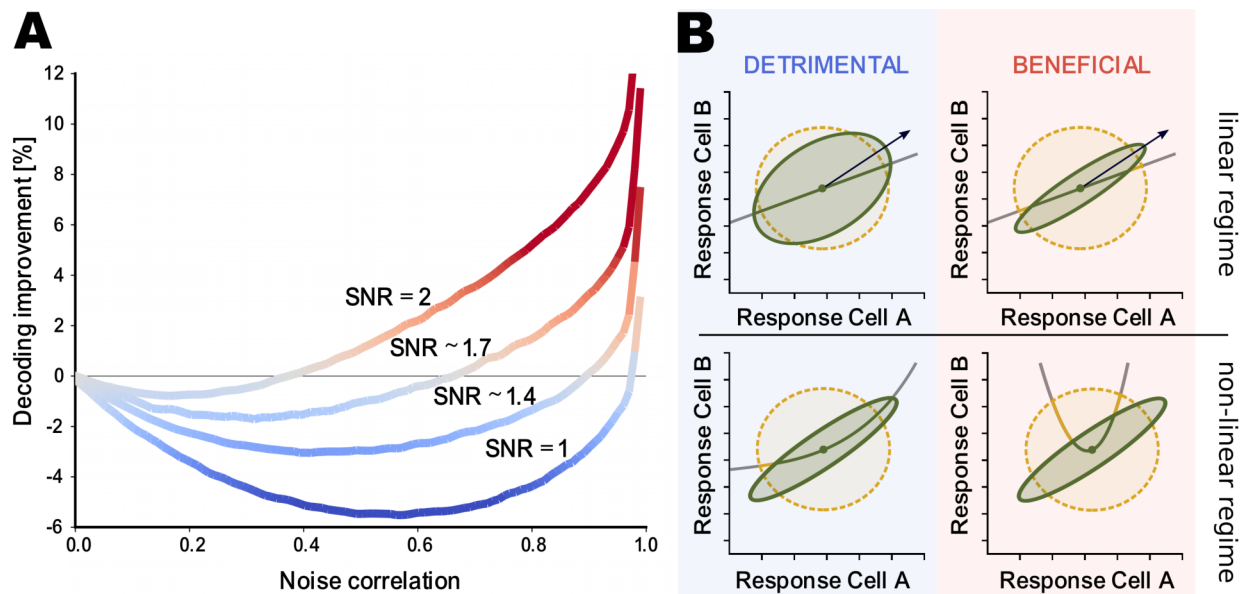 A
Decoding improvement [%]
12
10
8
6
4
2
0
-2
-4
-6
SNR = 2
SNR ~ 1.7
SNR ~ 1.4
SNR = 1
0.0
0.2
0.4
0.6
0.8
1.0
Noise correlation
B
DETRIMENTAL
BENEFICIAL
Response Cell B
Response Cell A
Response Cell B
Response Cell A
linear regime
Response Cell B
Response Cell A
Response Cell B
Response Cell A
non-linear regime